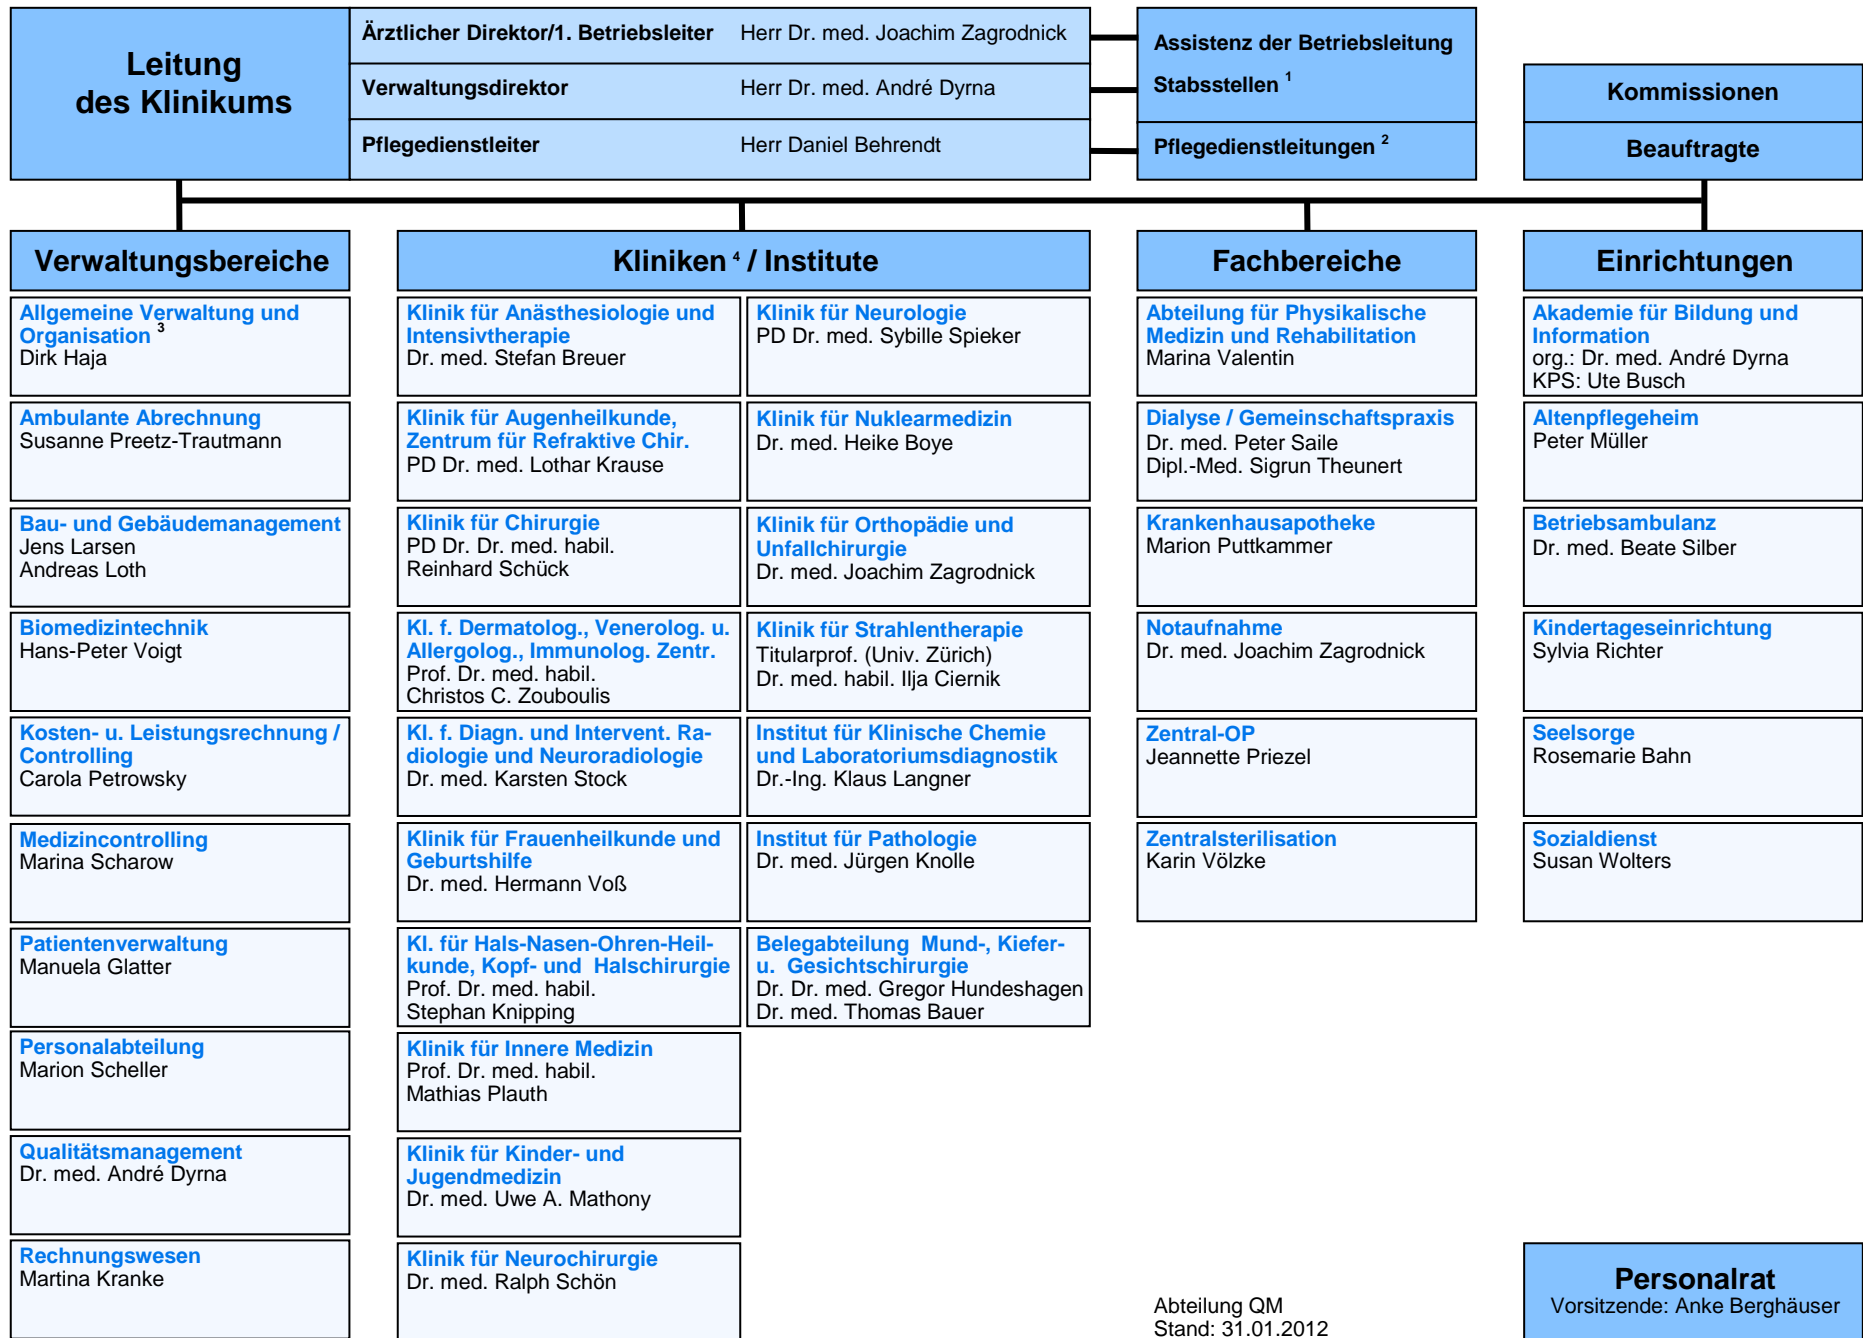 Leitung
des Klinikums
Ärztlicher Direktor/1. Betriebsleiter Herr Dr. med. Joachim Zagrodnick
Verwaltungsdirektor Herr Dr. med. André Dyrna
Pflegedienstleiter Herr Daniel Behrendt
Assistenz der Betriebsleitung
Stabsstellen 1
Pflegedienstleitungen 2
Kommissionen
Beauftragte
Verwaltungsbereiche
Allgemeine Verwaltung und
Organisation 3
Dirk Haja
Ambulante Abrechnung
Susanne Preetz-Trautmann
Bau- und Gebäudemanagement
Jens Larsen
Andreas Loth
Biomedizintechnik
Hans-Peter Voigt
Kosten- u. Leistungsrechnung /
Controlling
Carola Petrowsky
Medizincontrolling
Marina Scharow
Patientenverwaltung
Manuela Glatter
Personalabteilung
Marion Scheller
Qualitätsmanagement
Dr. med. André Dyrna
Rechnungswesen
Martina Kranke
Kliniken 4 / Institute
Klinik für Anästhesiologie und
Intensivtherapie
Dr. med. Stefan Breuer
Klinik für Augenheilkunde,
Zentrum für Refraktive Chir.
PD Dr. med. Lothar Krause
Klinik für Chirurgie
PD Dr. Dr. med. habil.
Reinhard Schück
Kl. f. Dermatolog., Venerolog. u.
Allergolog., Immunolog. Zentr.
Prof. Dr. med. habil.
Christos C. Zouboulis
Kl. f. Diagn. und Intervent. Ra-
diologie und Neuroradiologie
Dr. med. Karsten Stock
Klinik für Frauenheilkunde und
Geburtshilfe
Dr. med. Hermann Voß
Kl. für Hals-Nasen-Ohren-Heil-
kunde, Kopf- und Halschirurgie
Prof. Dr. med. habil.
Stephan Knipping
Klinik für Innere Medizin
Prof. Dr. med. habil.
Mathias Plauth
Klinik für Kinder- und
Jugendmedizin
Dr. med. Uwe A. Mathony
Klinik für Neurochirurgie
Dr. med. Ralph Schön
Klinik für Neurologie
PD Dr. med. Sybille Spieker
Klinik für Nuklearmedizin
Dr. med. Heike Boye
Klinik für Orthopädie und
Unfallchirurgie
Dr. med. Joachim Zagrodnick
Klinik für Strahlentherapie
Titularprof. (Univ. Zürich)
Dr. med. habil. Ilja Ciernik
Institut für Klinische Chemie
und Laboratoriumsdiagnostik
Dr.-Ing. Klaus Langner
Institut für Pathologie
Dr. med. Jürgen Knolle
Belegabteilung Mund-, Kiefer-
u. Gesichtschirurgie
Dr. Dr. med. Gregor Hundeshagen
Dr. med. Thomas Bauer
Fachbereiche
Abteilung für Physikalische
Medizin und Rehabilitation
Marina Valentin
Dialyse / Gemeinschaftspraxis
Dr. med. Peter Saile
Dipl.-Med. Sigrun Theunert
Krankenhausapotheke
Marion Puttkammer
Notaufnahme
Dr. med. Joachim Zagrodnick
Zentral-OP
Jeannette Priezel
Zentralsterilisation
Karin Völzke
Einrichtungen
Akademie für Bildung und
Information
org.: Dr. med. André Dyrna
KPS: Ute Busch
Altenpflegeheim
Peter Müller
Betriebsambulanz
Dr. med. Beate Silber
Kindertageseinrichtung
Sylvia Richter
Seelsorge
Rosemarie Bahn
Sozialdienst
Susan Wolters
Abteilung QM
Stand: 31.01.2012
Personalrat
Vorsitzende: Anke Berghäuser